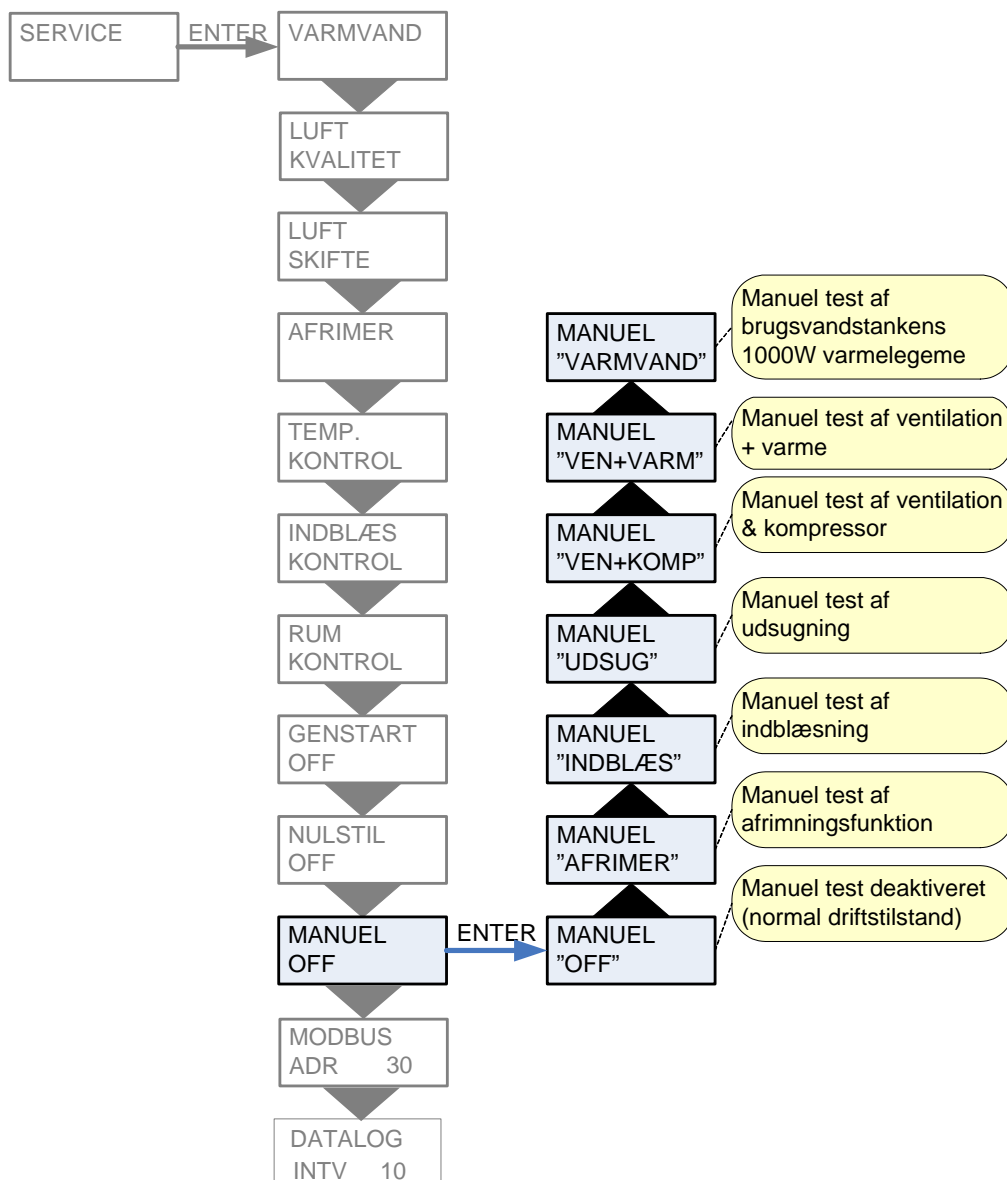 SERVICE
ENTER
VARMVAND
LUFT
KVALITET
LUFT
SKIFTE
AFRIMER
TEMP.
KONTROL
INDBLÆS
KONTROL
RUM
KONTROL
GENSTART
OFF
NULSTIL
OFF
MANUEL
OFF
ENTER
MODBUS
ADR 30
DATALOG
INTV 10
MANUEL
”VARMVAND”
Manuel test af
brugsvandstankens
1000W varmelegeme
MANUEL
”VEN+VARM”
Manuel test af ventilation
+ varme
MANUEL
”VEN+KOMP”
Manuel test af ventilation
& kompressor
MANUEL
”UDSUG”
Manuel test af
udsugning
MANUEL
”INDBLÆS”
Manuel test af
indblæsning
MANUEL
”AFRIMER”
Manuel test af
afrimningsfunktion
MANUEL
”OFF”
Manuel test deaktiveret
(normal driftstilstand)